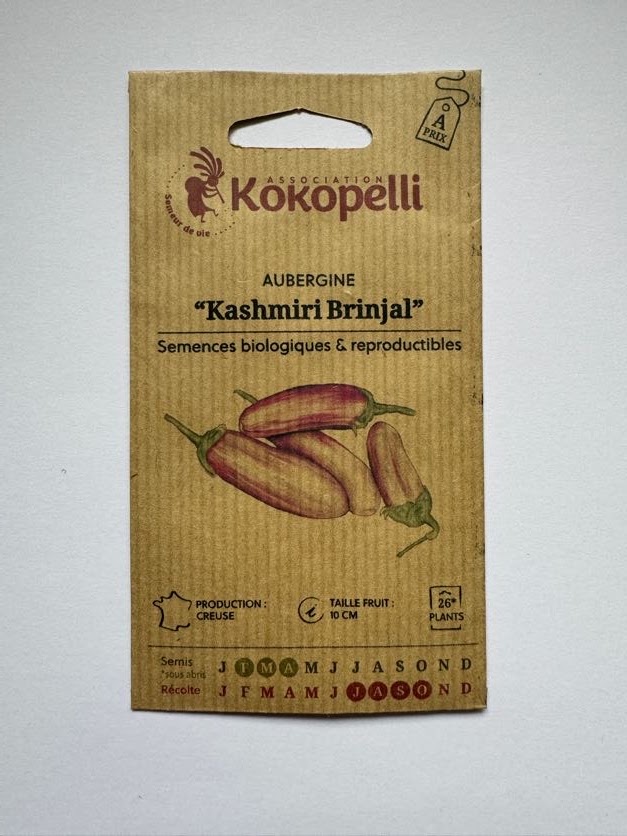 A
PRIX
ASSOCIATION
Kokopelli
Semeur de vie
AUBERGINE
“Kashmiri Brinjal”
Semences biologiques & reproductibles
PRODUCTION :
CREUSE
TAILLE FRUIT :
10 CM
26*
PLANTS
Semis J F M A M J J A S O N D
*sous abris
Récolte J F M A M J J A S O N D